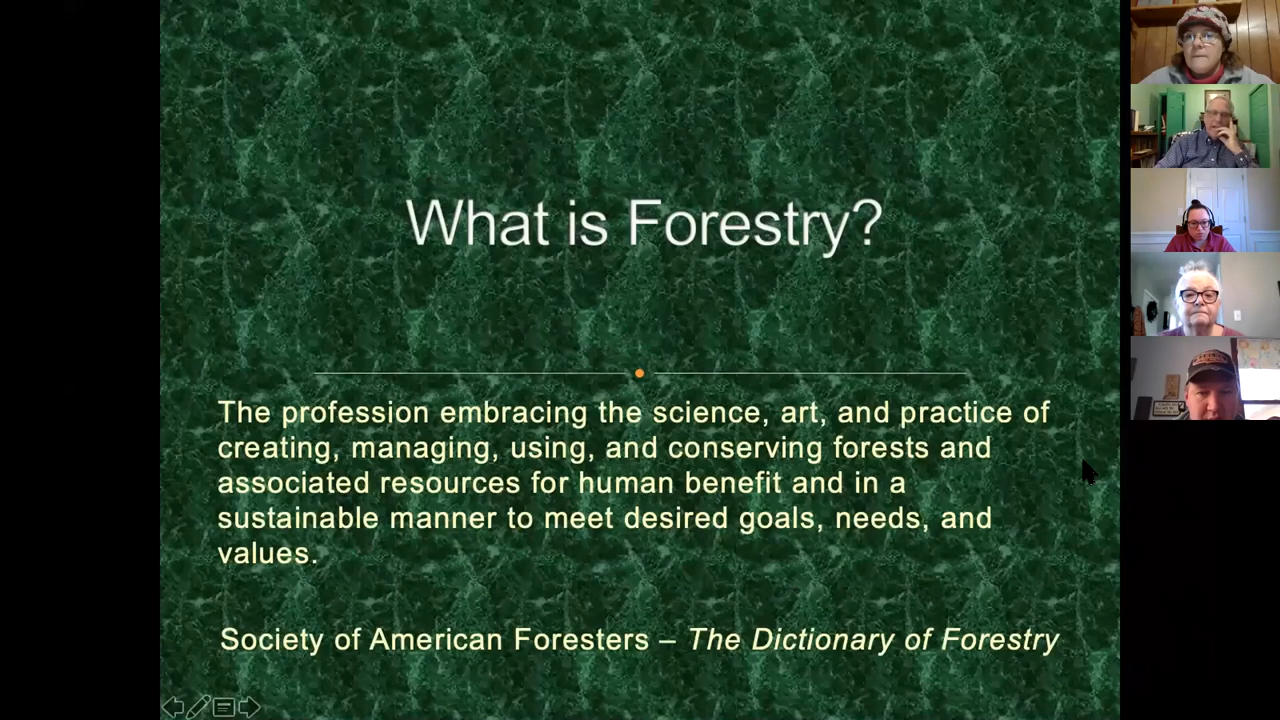 What is Forestry?
The profession embracing the science, art, and practice of
creating, managing, using, and conserving forests and
associated resources for human benefit and in a
sustainable manner to meet desired goals, needs, and
values.
Society of American Foresters – The Dictionary of Forestry